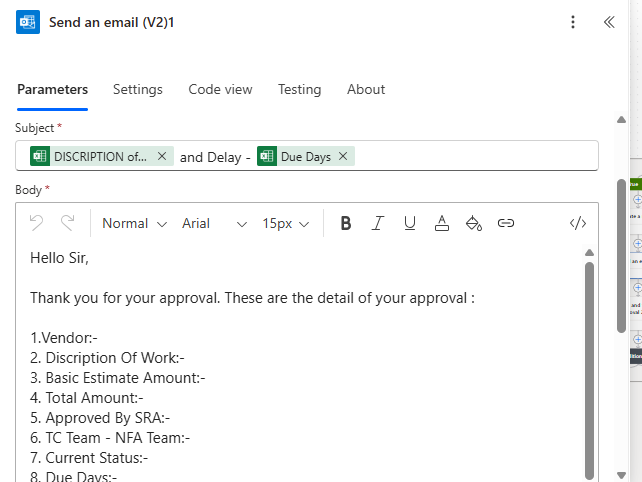 Send an email (V2)1
Parameters Settings Code view Testing About
Subject *
DISCRIPTION of... × and Delay - Due Days ×
Body *
Normal Arial 15px B I U A </>
Hello Sir,
Thank you for your approval. These are the detail of your approval :
1.Vendor:-
2. Discription Of Work:-
3. Basic Estimate Amount:-
4. Total Amount:-
5. Approved By SRA:-
6. TC Team - NFA Team:-
7. Current Status:-
8. Due Days:-